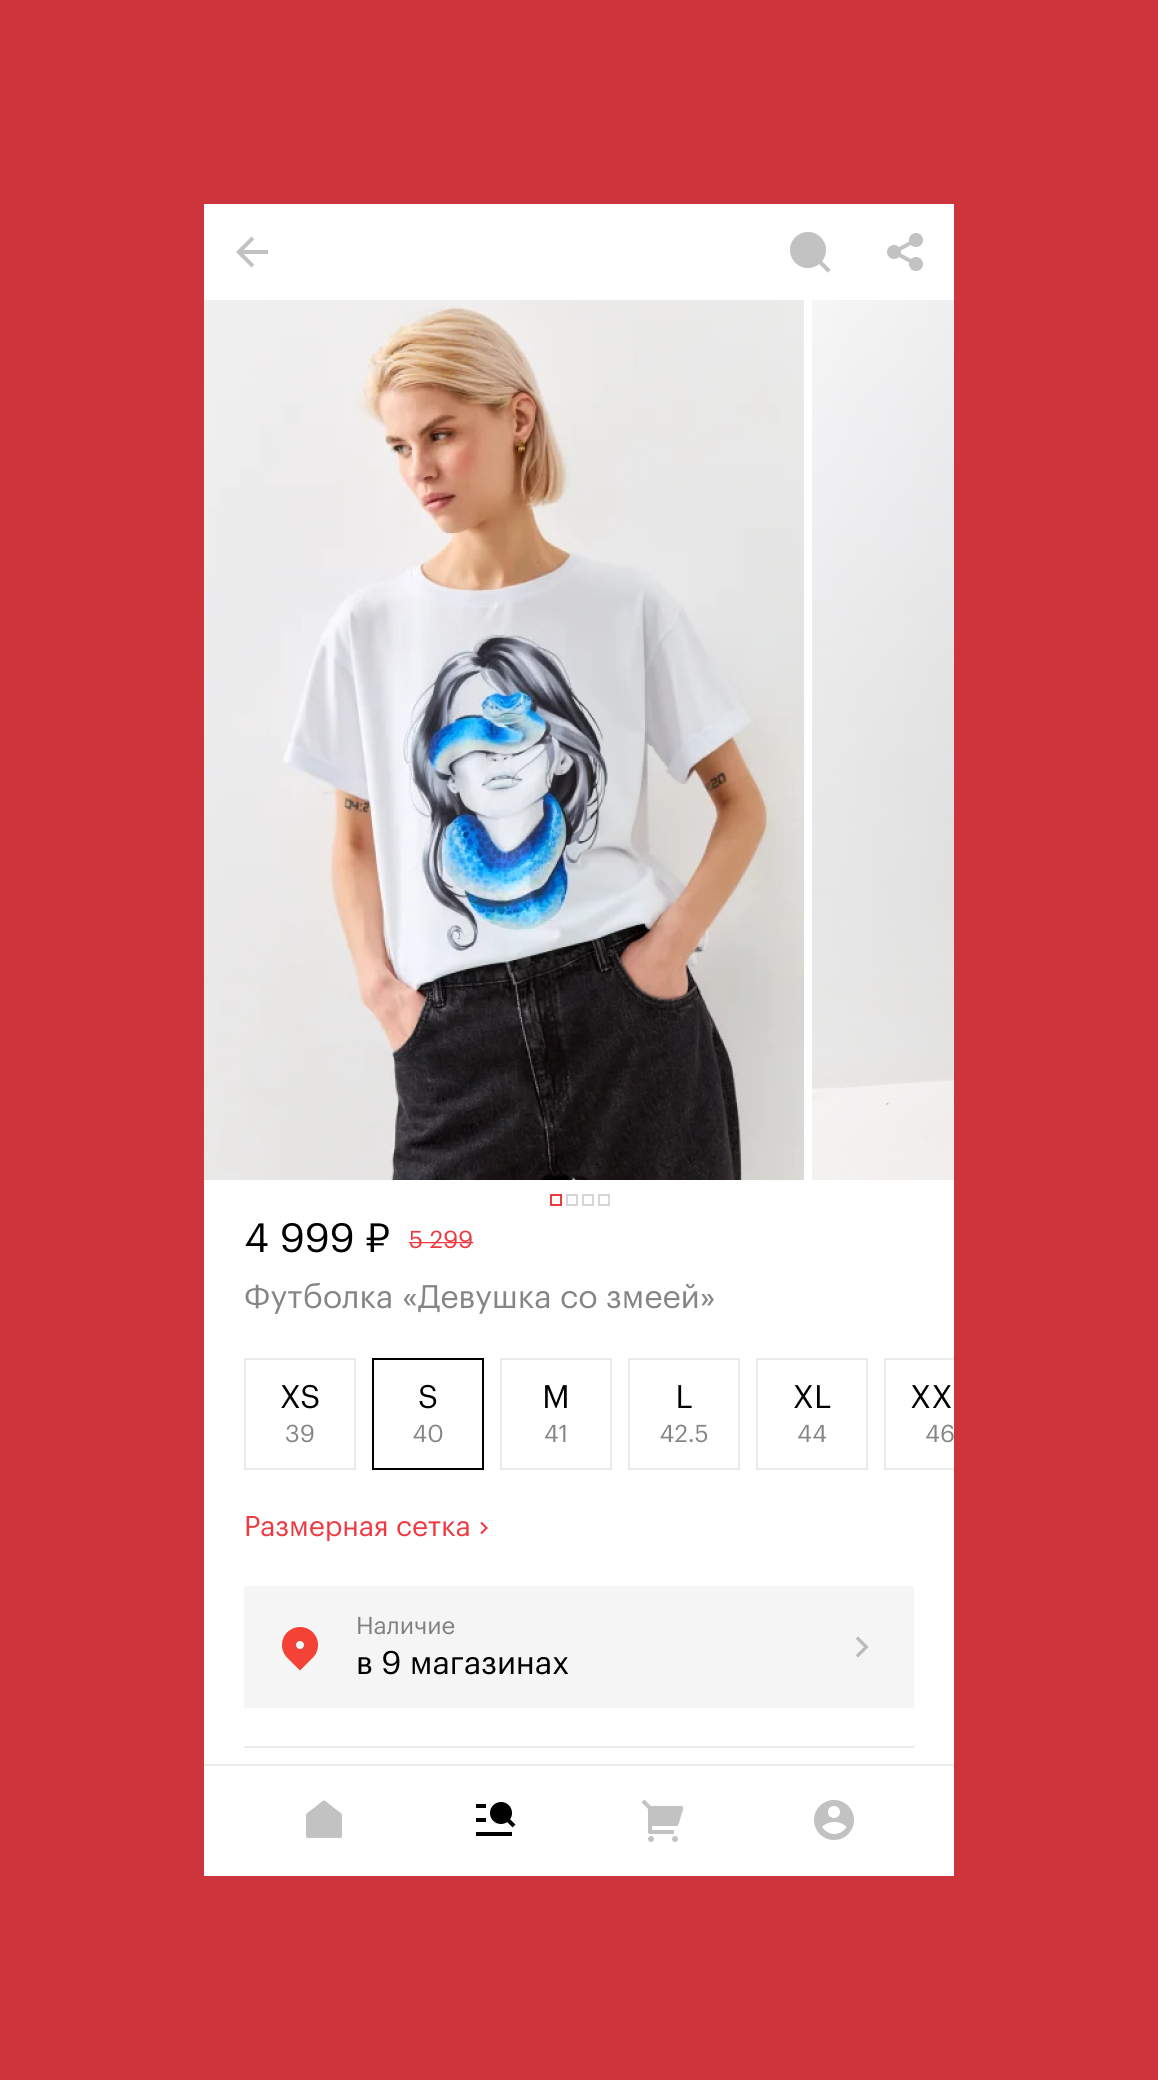 4 999 ₽ 5 299
Футболка «Девушка со змеей»
XS S M L XL XX
39 40 41 42.5 44 46
Размерная сетка ›
Наличие
в 9 магазинах